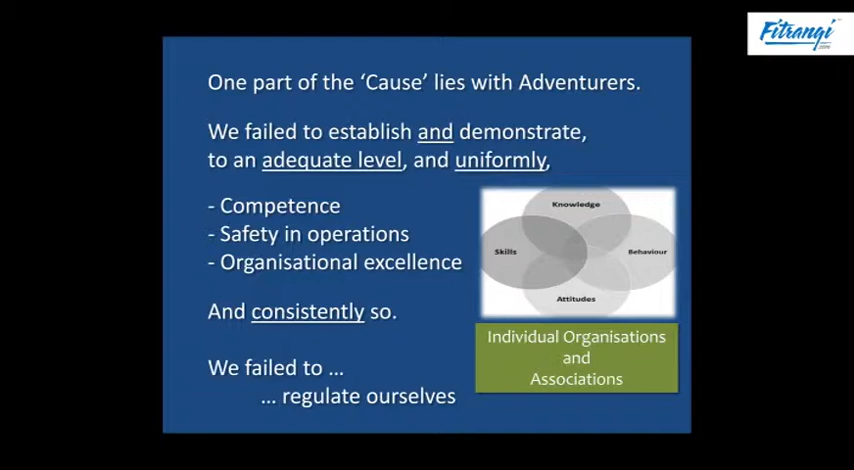 Fitrangi
One part of the ‘Cause’ lies with Adventurers.
We failed to establish and demonstrate,
to an adequate level, and uniformly,
- Competence
- Safety in operations
- Organisational excellence
And consistently so.
We failed to ...
... regulate ourselves
Knowledge
Skills
Behaviour
Attitudes
Individual Organisations
and
Associations